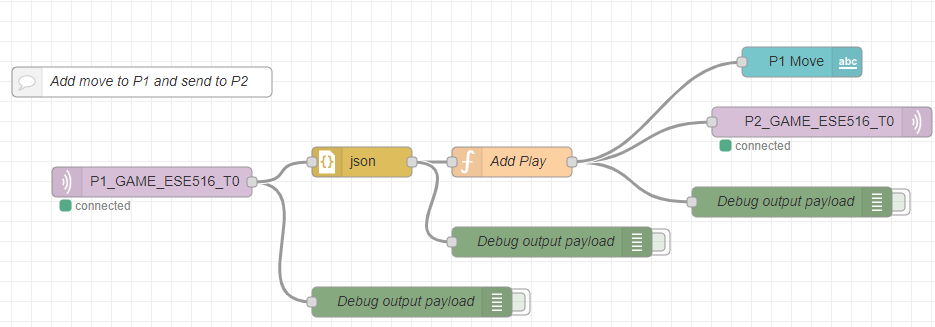 P1 Move
abc
Add move to P1 and send to P2
P2_GAME_ESE516_T0
connected
json
Add Play
P1_GAME_ESE516_T0
connected
Debug output payload
Debug output payload
Debug output payload